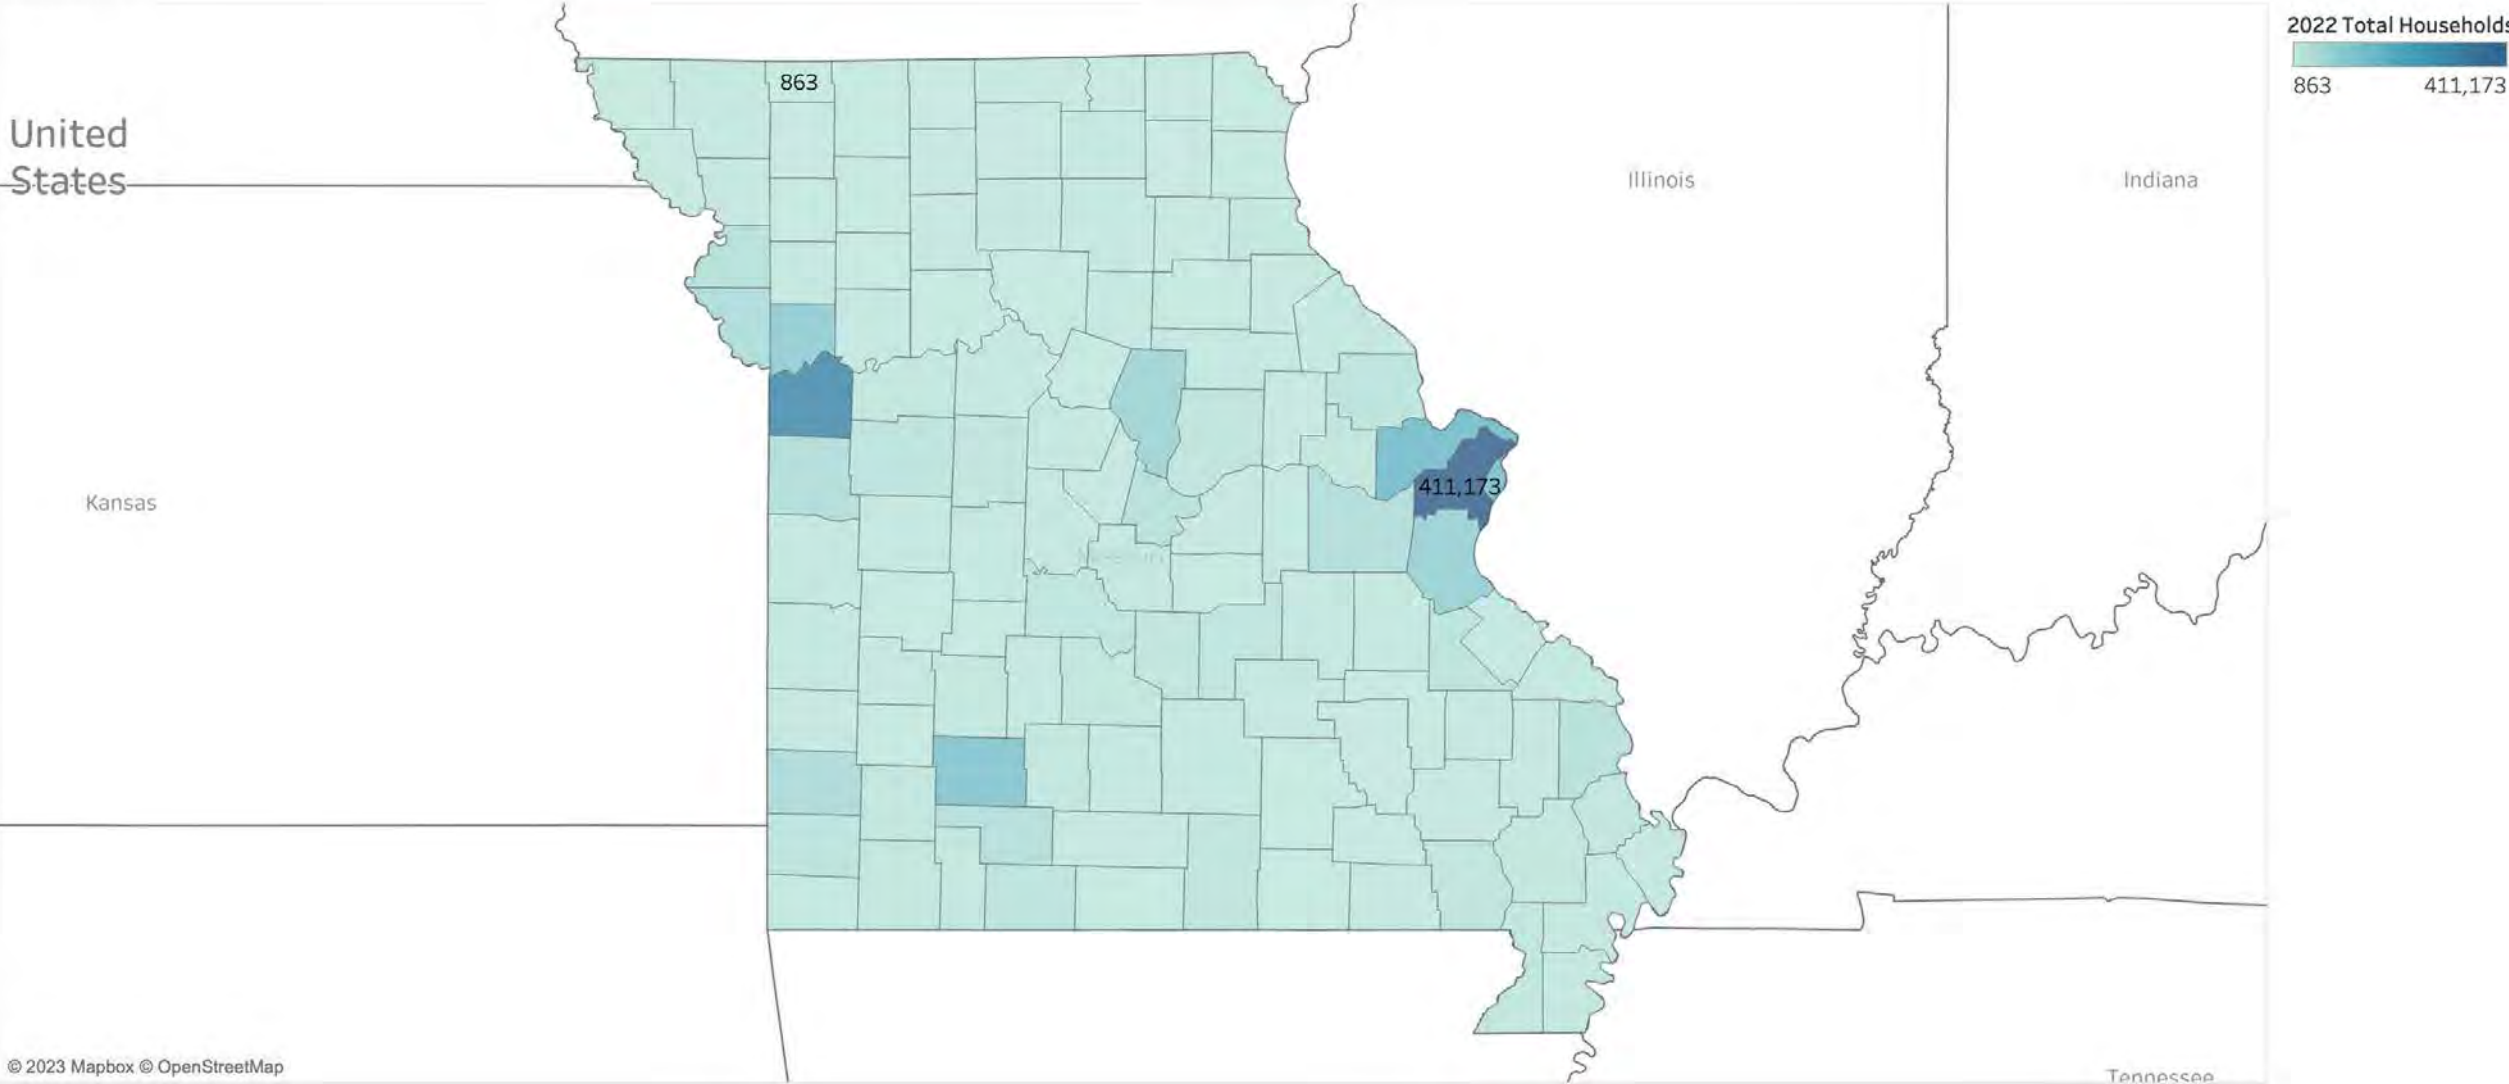 2022 Total Households
863
411,173
863
United
States
Illinois
Indiana
411,173
Kansas
© 2023 Mapbox © OpenStreetMap
Tennessee